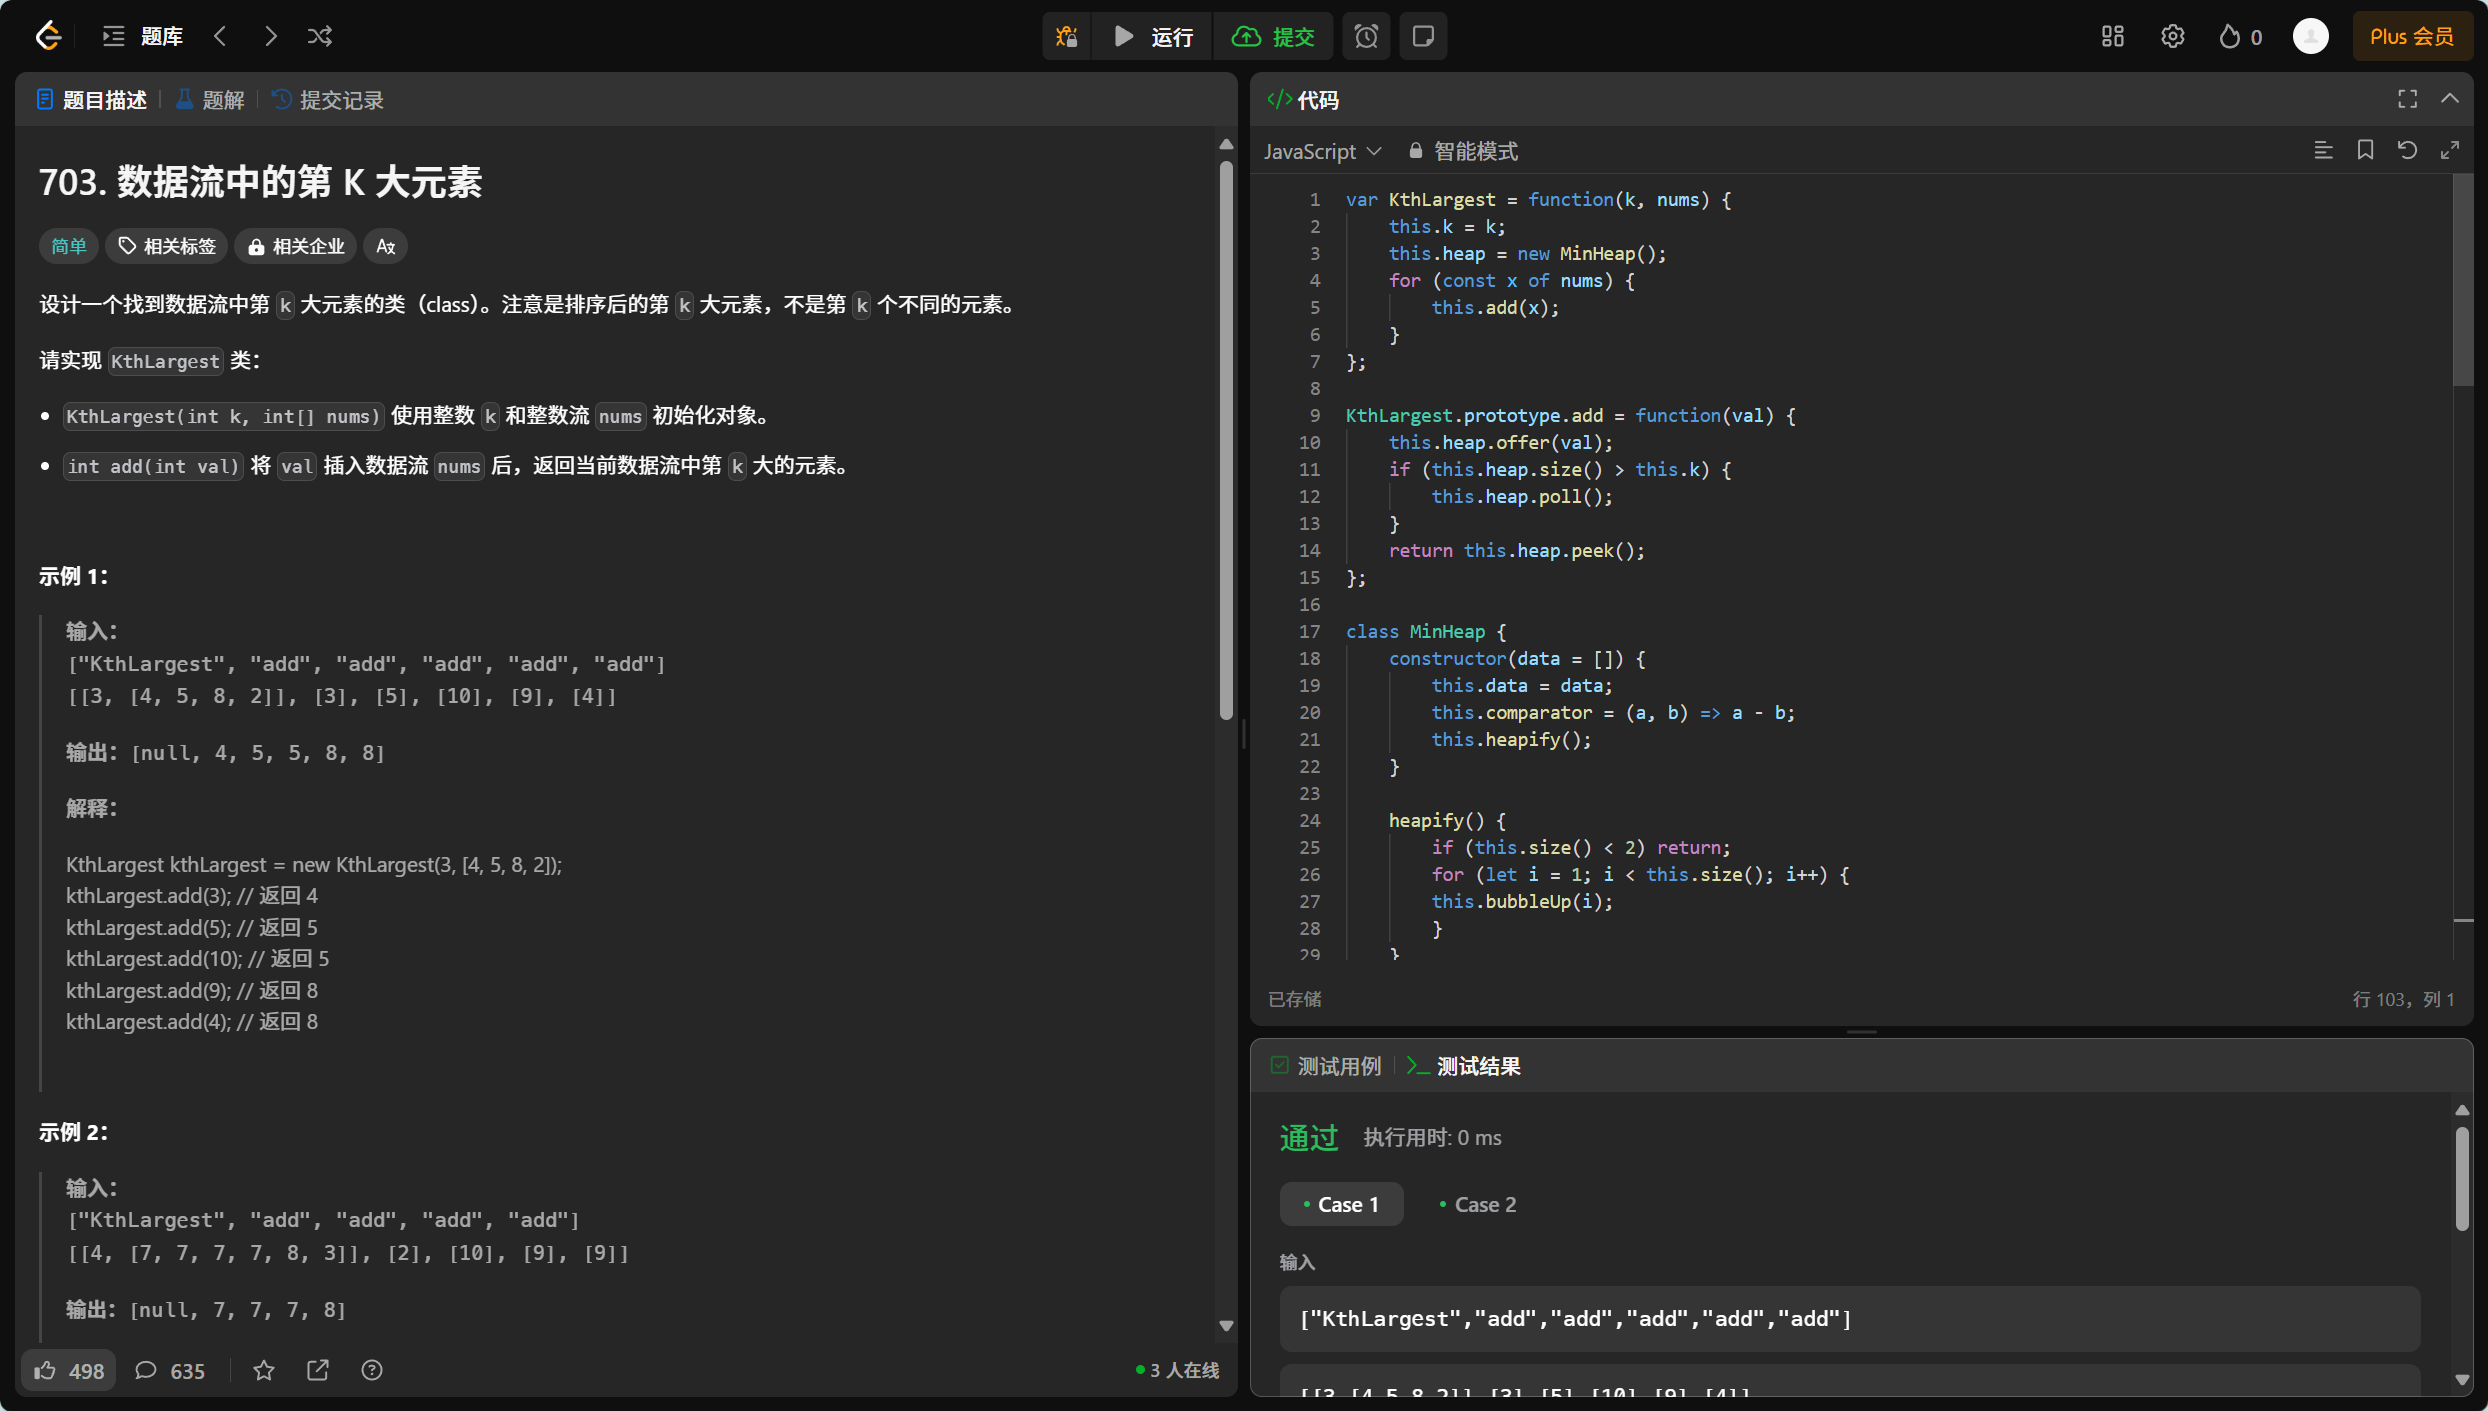 题库
运行
提交
0
Plus 会员
题目描述
题解
提交记录
703. 数据流中的第 K 大元素
简单
相关标签
相关企业
设计一个找到数据流中第 k 大元素的类（class）。注意是排序后的第 k 大元素，不是第 k 个不同的元素。
请实现 KthLargest 类：
• KthLargest(int k, int[] nums) 使用整数 k 和整数流 nums 初始化对象。
• int add(int val) 将 val 插入数据流 nums 后，返回当前数据流中第 k 大的元素。
示例 1：
输入：
["KthLargest", "add", "add", "add", "add", "add"]
[[3, [4, 5, 8, 2]], [3], [5], [10], [9], [4]]
输出：[null, 4, 5, 5, 8, 8]
解释：
KthLargest kthLargest = new KthLargest(3, [4, 5, 8, 2]);
kthLargest.add(3); // 返回 4
kthLargest.add(5); // 返回 5
kthLargest.add(10); // 返回 5
kthLargest.add(9); // 返回 8
kthLargest.add(4); // 返回 8
示例 2：
输入：
["KthLargest", "add", "add", "add", "add"]
[[4, [7, 7, 7, 7, 8, 3]], [2], [10], [9], [9]]
输出：[null, 7, 7, 7, 8]
498
635
3 人在线
</> 代码
JavaScript
智能模式
1 var KthLargest = function(k, nums) {
2     this.k = k;
3     this.heap = new MinHeap();
4     for (const x of nums) {
5         this.add(x);
6     }
7 };
8
9 KthLargest.prototype.add = function(val) {
10     this.heap.offer(val);
11     if (this.heap.size() > this.k) {
12         this.heap.poll();
13     }
14     return this.heap.peek();
15 };
16
17 class MinHeap {
18     constructor(data = []) {
19         this.data = data;
20         this.comparator = (a, b) => a - b;
21         this.heapify();
22     }
23
24     heapify() {
25         if (this.size() < 2) return;
26         for (let i = 1; i < this.size(); i++) {
27         this.bubbleUp(i);
28         }
29     }
已存储
行 103，列 1
测试用例
测试结果
通过
执行用时: 0 ms
• Case 1
• Case 2
输入
["KthLargest","add","add","add","add","add"]
[[3,[4,5,8,2]],[3],[5],[10],[9],[4]]